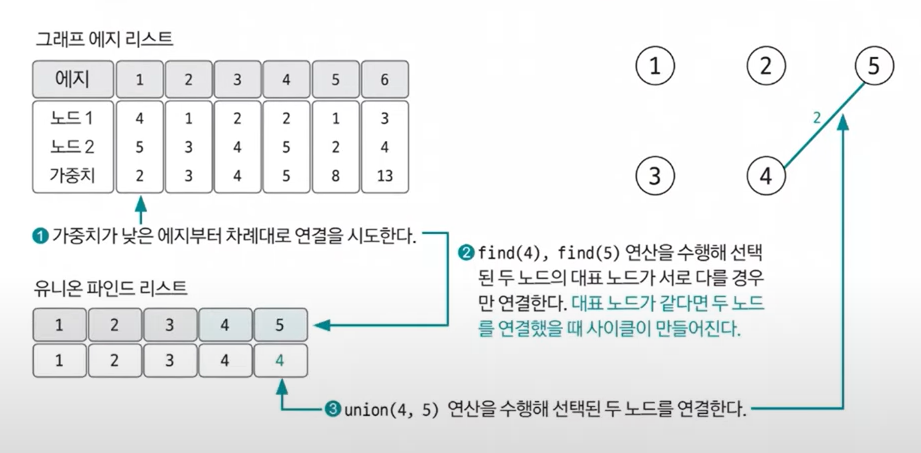 그래프 에지 리스트
에지 1 2 3 4 5 6
노드 1 4 1 2 2 1 3
노드 2 5 3 4 5 2 4
가중치 2 3 4 5 8 13
1 가중치가 낮은 에지부터 차례대로 연결을 시도한다.
유니온 파인드 리스트
1 2 3 4 5
1 2 3 4 4
1 2 5
2
3 4
2 find(4), find(5) 연산을 수행해 선택
된 두 노드의 대표 노드가 서로 다를 경우
만 연결한다. 대표 노드가 같다면 두 노드
를 연결했을 때 사이클이 만들어진다.
3 union(4, 5) 연산을 수행해 선택된 두 노드를 연결한다.